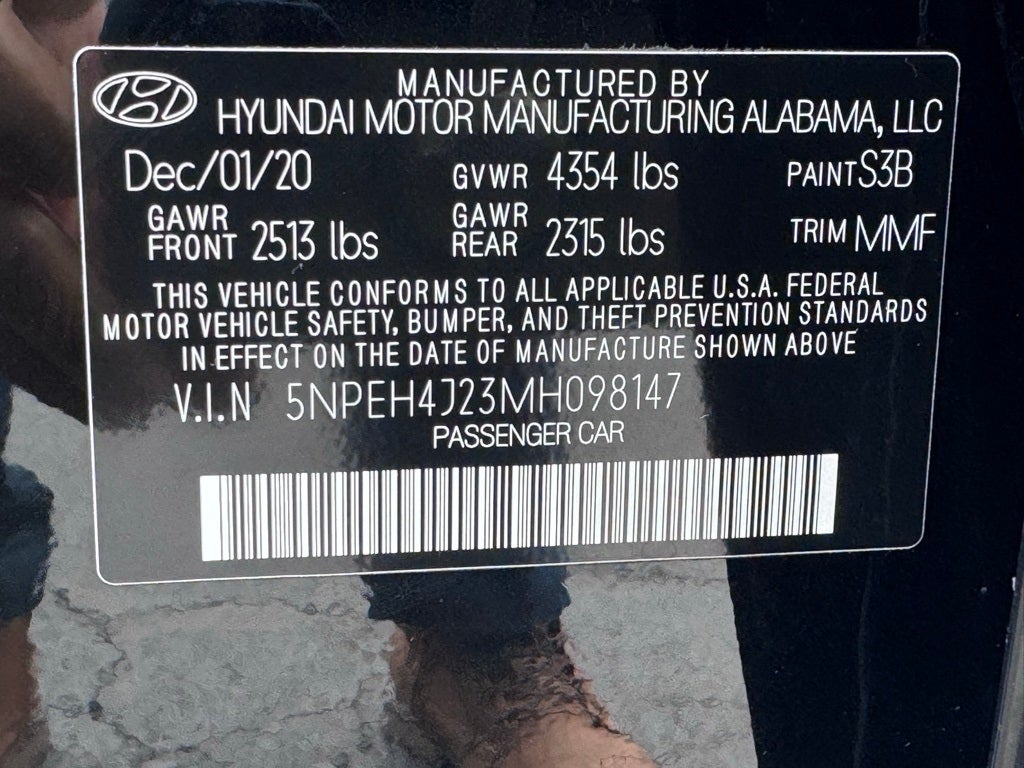 MANUFACTURED BY
HYUNDAI MOTOR MANUFACTURING ALABAMA, LLC
Dec/01/20 GVWR 4354 lbs PAINT S3B
GAWR FRONT 2513 lbs GAWR REAR 2315 lbs TRIM MMF
THIS VEHICLE CONFORMS TO ALL APPLICABLE U.S.A. FEDERAL
MOTOR VEHICLE SAFETY, BUMPER, AND THEFT PREVENTION STANDARDS
IN EFFECT ON THE DATE OF MANUFACTURE SHOWN ABOVE
V.I.N 5NPEH4J23MH098147
PASSENGER CAR